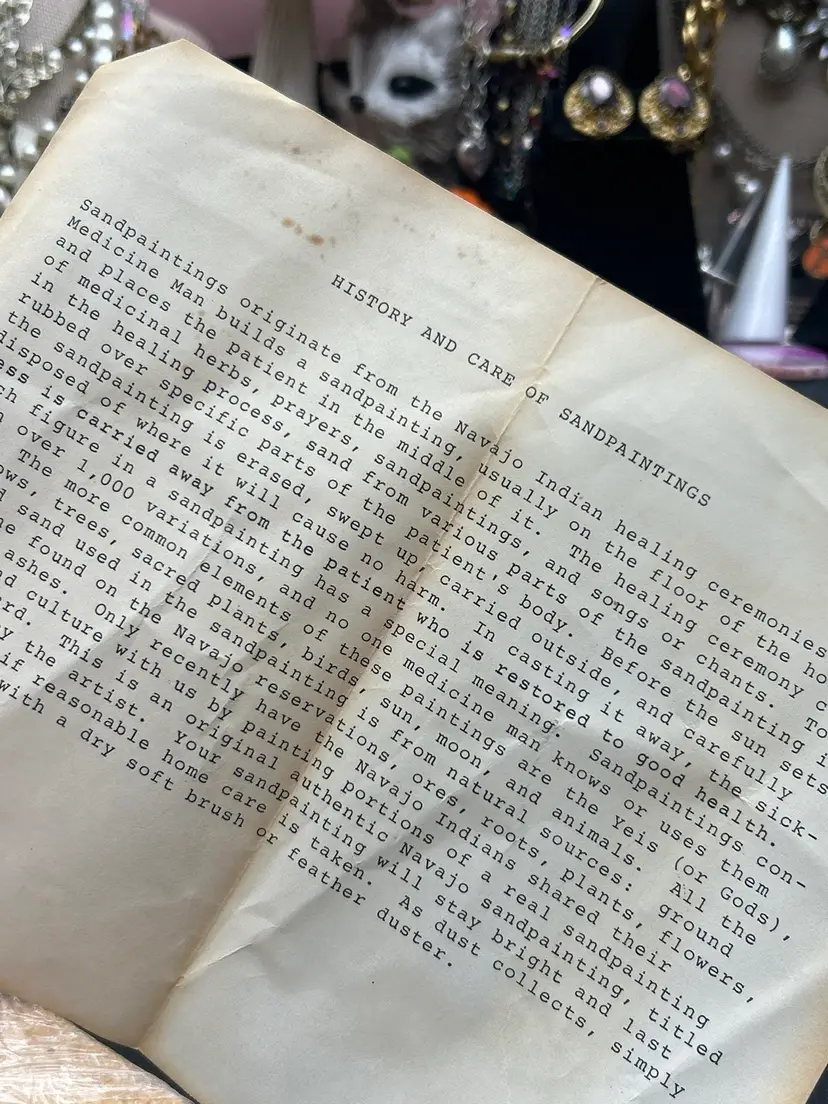 HISTORY AND CARE OF SANDPAINTINGS
Sandpaintings originate from the Navajo Indian healing ceremonies
Medicine Man builds a sandpainting, usually on the floor of the
and places the patient in the middle of it. The healing ceremony
of medicinal herbs, prayers, sandpaintings, and songs or chants. To
in the healing process, sand from various parts of the sandpainting
rubbed over specific parts of the patient's body. Before the sun sets
the sandpainting is erased, swept up, carried outside, and carefully
disposed of where it will cause no harm. In casting it away, the sick-
ess is carried away from the patient who is restored to good health.
ch figure in a sandpainting has a special meaning. Sandpaintings con-
over 1,000 variations, and no one medicine man knows or uses them
The more common elements of these paintings are the Yeis (or Gods),
ows, trees, sacred plants, birds, sun, moon, and animals. All the
sand used in the sandpainting is from natural sources: ground
ne found on the Navajo reservations, ores, roots, plants, flowers,
ashes. Only recently have the Navajo Indians shared their
culture with us by painting portions of a real sandpainting
ard. This is an original authentic Navajo sandpainting, titled
y the artist. Your sandpainting will stay bright and last
if reasonable home care is taken. As dust collects, simply
with a dry soft brush or feather duster.